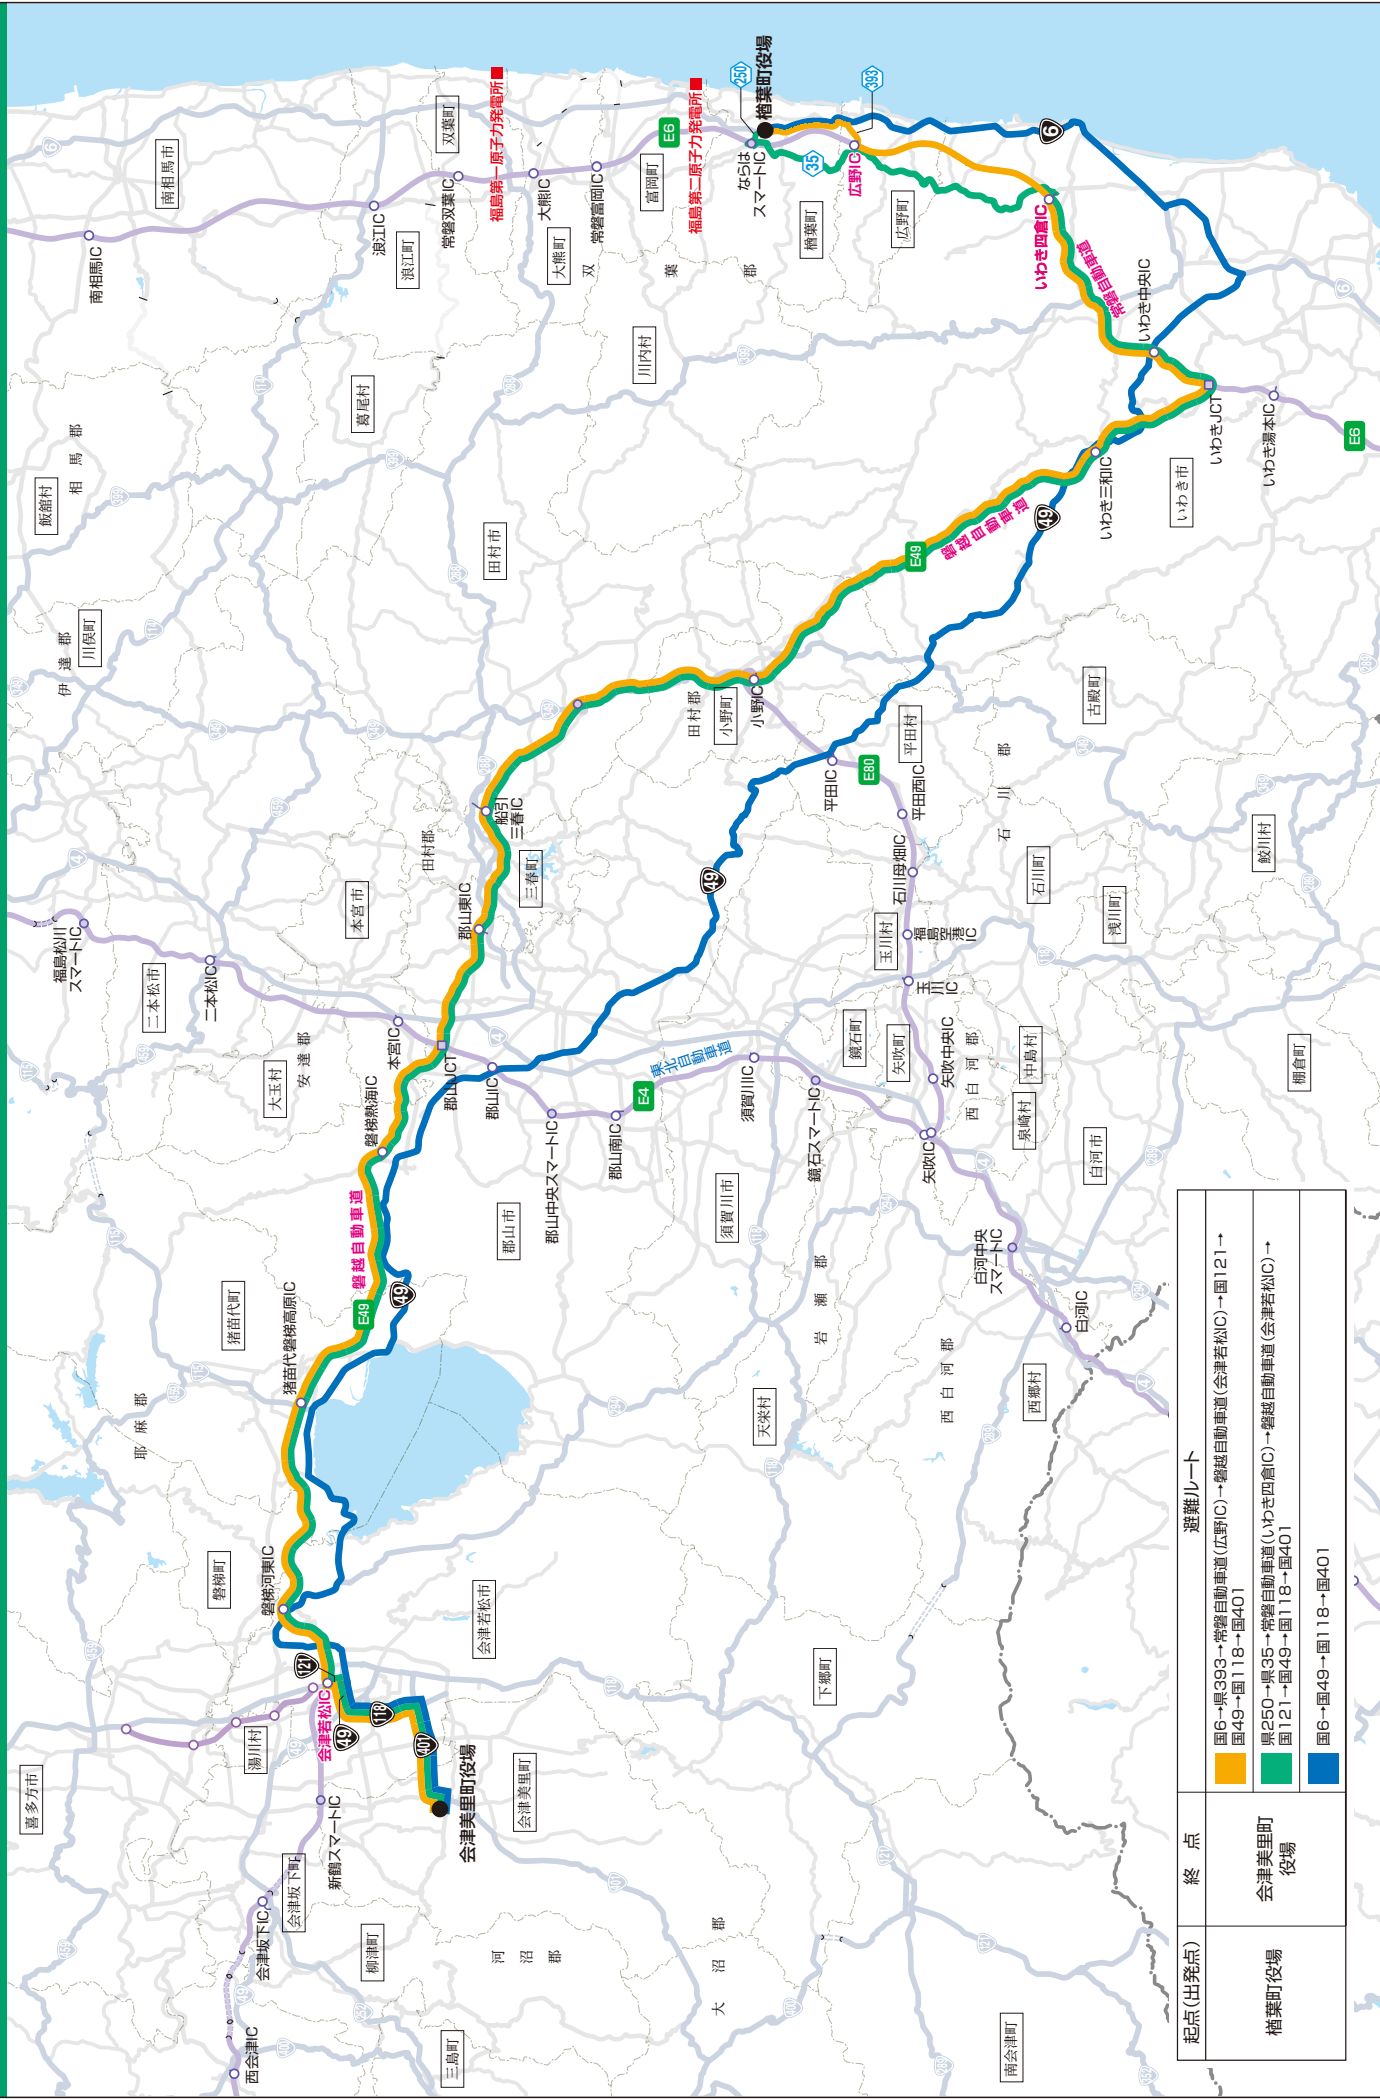 喜多方市
西会津IC
会津坂下IC
会津坂下町
新鶴スマートIC
柳津町
三島町
河沼郡
大沼郡
南会津町
湯川村
会津若松IC
会津美里町役場
会津美里町
磐梯町
磐梯河東IC
会津若松市
下郷町
耶麻郡
猪苗代町
猪苗代磐梯高原IC
磐越自動車道
E49
49
121
49
118
401
天栄村
岩瀬郡
西白河郡
西郷村
白河IC
白河中央
スマートIC
白河市
福島松川
スマートIC
二本松市
二本松IC
安達郡
大玉村
本宮市
本宮IC
磐梯熱海IC
郡山JCT
郡山IC
郡山市
郡山中央スマートIC
郡山南IC
E4
東北自動車道
須賀川IC
須賀川市
鏡石スマートIC
鏡石町
矢吹町
矢吹IC
矢吹中央IC
西白河郡
泉崎村
中島村
棚倉町
玉川村
玉川IC
福島空港IC
石川母畑IC
石川町
浅川町
鮫川村
石川郡
平田西IC
平田村
平田IC
E80
古殿町
郡山東IC
田村郡
三春町
船引
三春IC
49
田村郡
小野町
小野IC
田村市
伊達郡
川俣町
飯舘村
相馬郡
葛尾村
川内村
南相馬市
南相馬IC
浪江IC
浪江町
双葉町
常磐双葉IC
福島第一原子力発電所
大熊IC
大熊町
常磐富岡IC
双葉郡
富岡町
E6
福島第二原子力発電所
250
楢葉町役場
ならは
スマートIC
35
393
広野IC
楢葉町
広野町
6
いわき四倉IC
常磐自動車道
いわき中央IC
いわきJCT
いわき湯本IC
E6
いわき市
いわき三和IC
49
磐越自動車道
E49
起点(出発点)
終点
避難ルート
楢葉町役場
会津美里町
役場
国6→県393→常磐自動車道(広野IC)→磐越自動車道(会津若松IC)→国121→
国49→国118→国401
県250→県35→常磐自動車道(いわき四倉IC)→磐越自動車道(会津若松IC)→
国121→国49→国118→国401
国6→国49→国118→国401